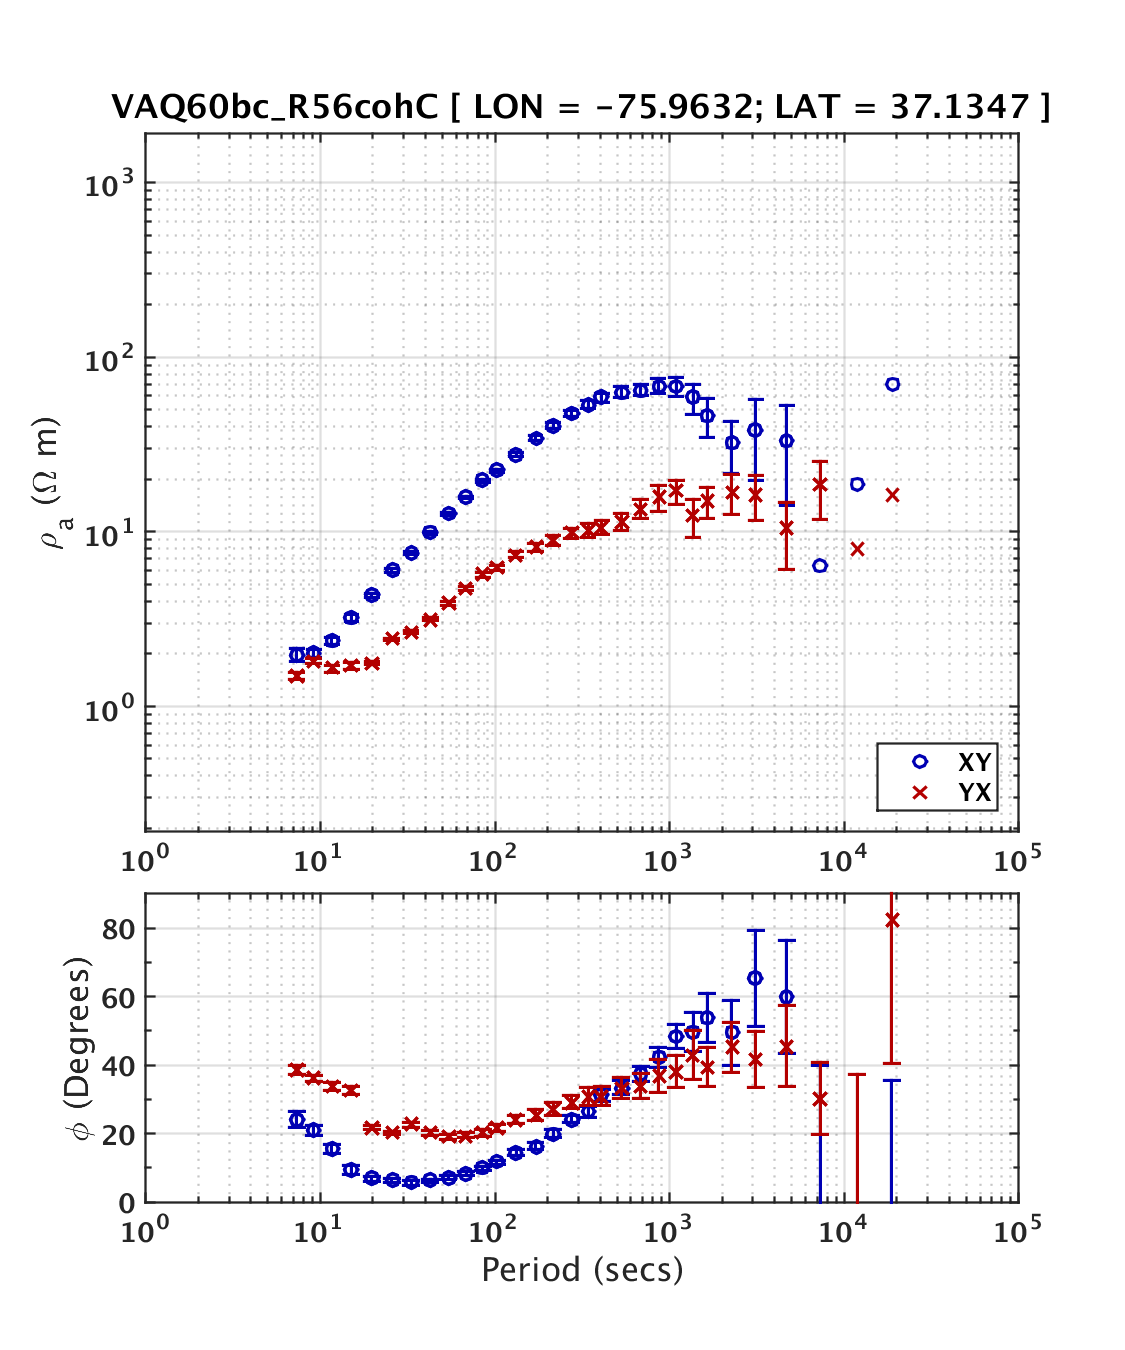 VAQ60bc_R56cohC [ LON = -75.9632; LAT = 37.1347 ]
10³
10²
10¹
10⁰
ρa (Ω m)
XY
YX
10⁰ 10¹ 10² 10³ 10⁴ 10⁵
80
60
40
20
0
ϕ (Degrees)
10⁰ 10¹ 10² 10³ 10⁴ 10⁵
Period (secs)